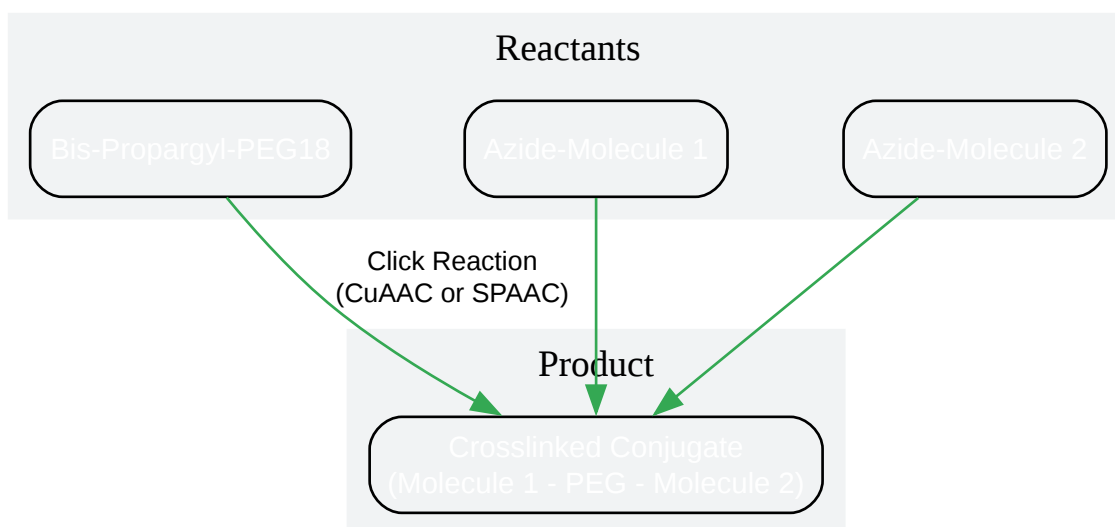 Reactants
Bis-Propargyl-PEG18
Azide-Molecule 1
Azide-Molecule 2
Click Reaction
(CuAAC or SPAAC)
Product
Crosslinked Conjugate
(Molecule 1 - PEG - Molecule 2)